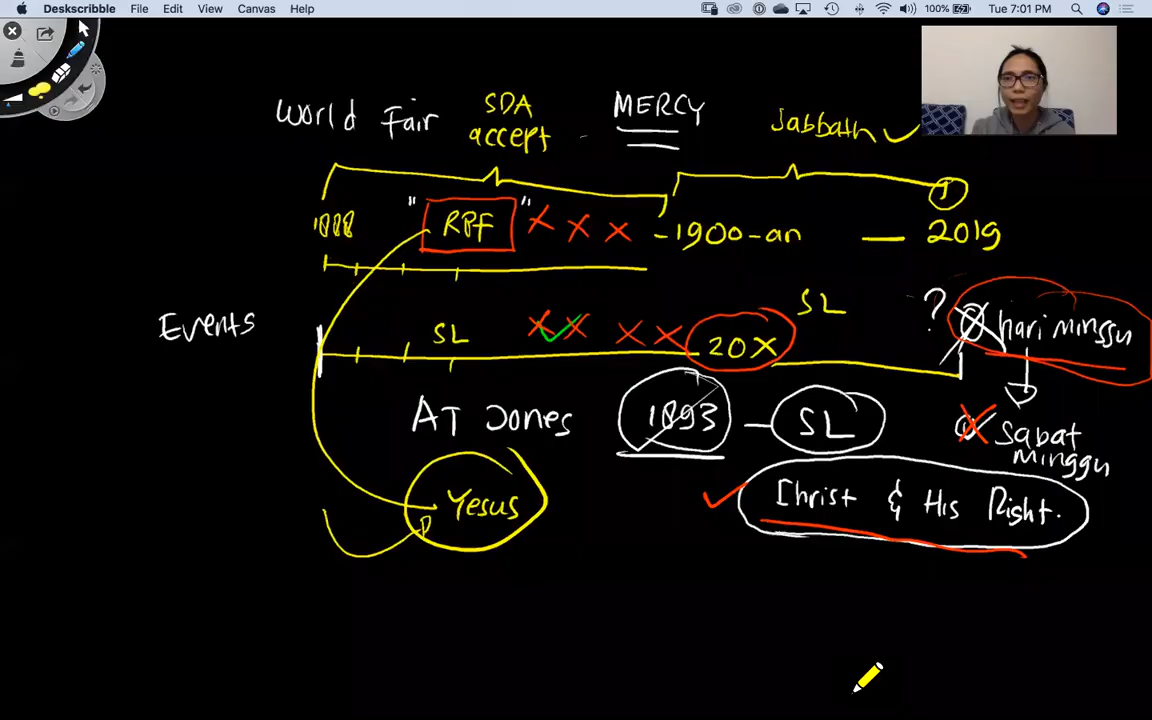 Deskscribble File Edit View Canvas Help 100% Tue 7:01 PM
World Fair SDA accept - MERCY Sabbath ✓
1888 "RPF" X X X - 1900-an — 2019 ①
Events SL X X X X 20X SL ? hari minggu
AT Jones 1893 - SL Sabat minggu
Yesus Christ & His Right.